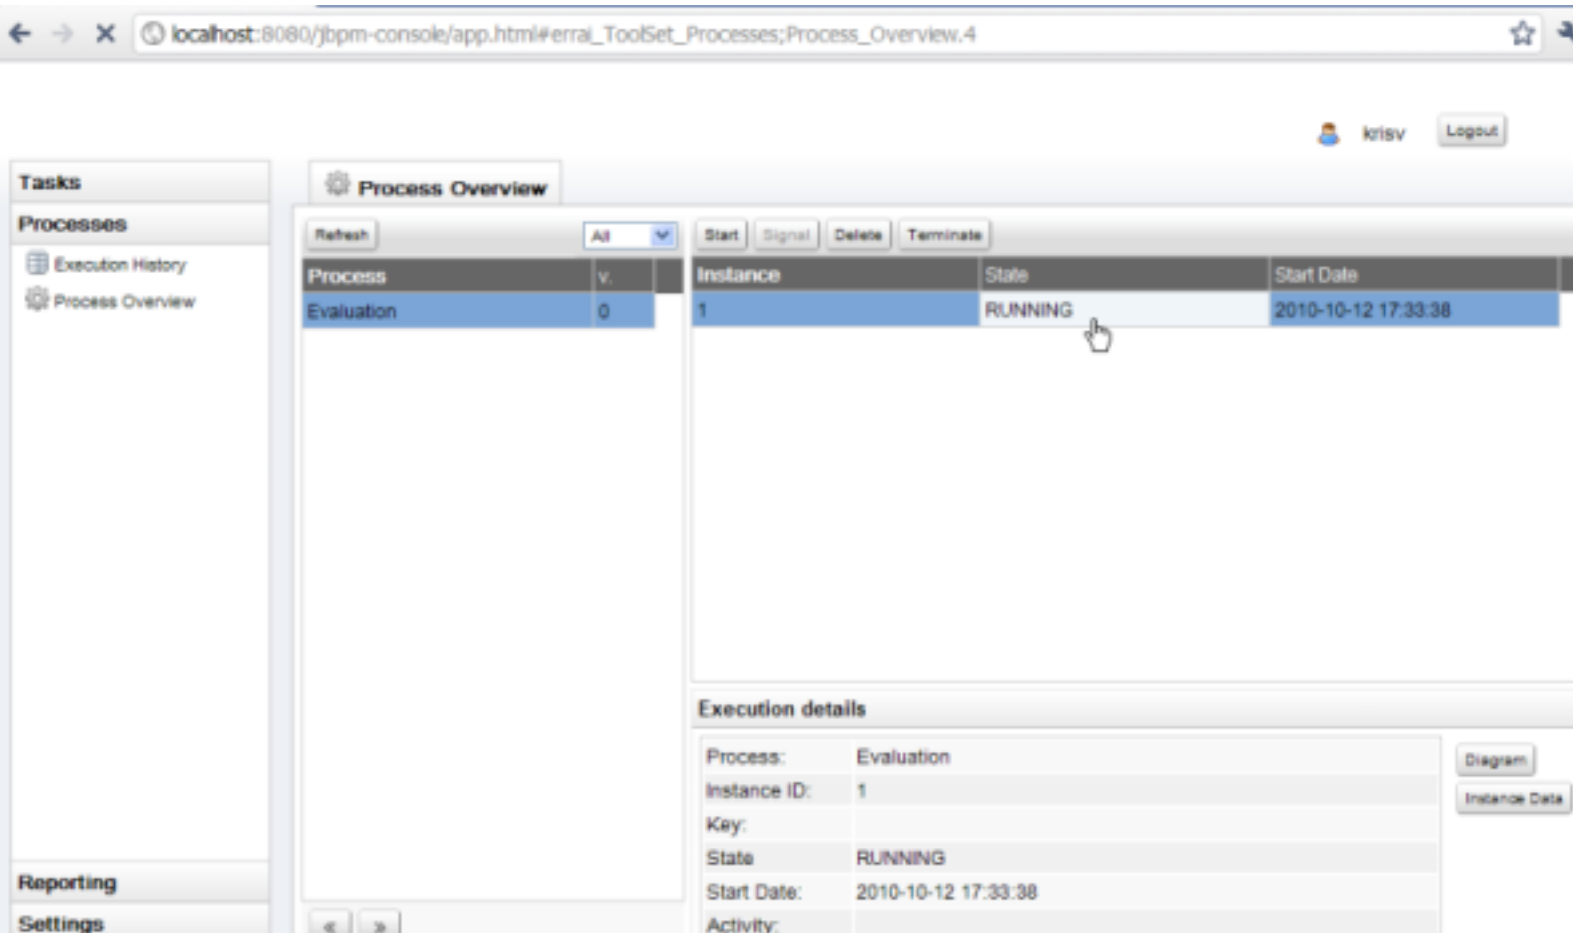 localhost:8080/jbpm-console/app.html#errai_ToolSet_Processes;Process_Overview.4
krisv Logout
Tasks
Processes
Execution History
Process Overview
Reporting
Settings
Process Overview
Refresh All
Process v.
Evaluation 0
« »
Start Signal Delete Terminate
Instance State Start Date
1 RUNNING 2010-10-12 17:33:38
Execution details
Process: Evaluation
Instance ID: 1
Key:
State RUNNING
Start Date: 2010-10-12 17:33:38
Activity:
Diagram
Instance Data